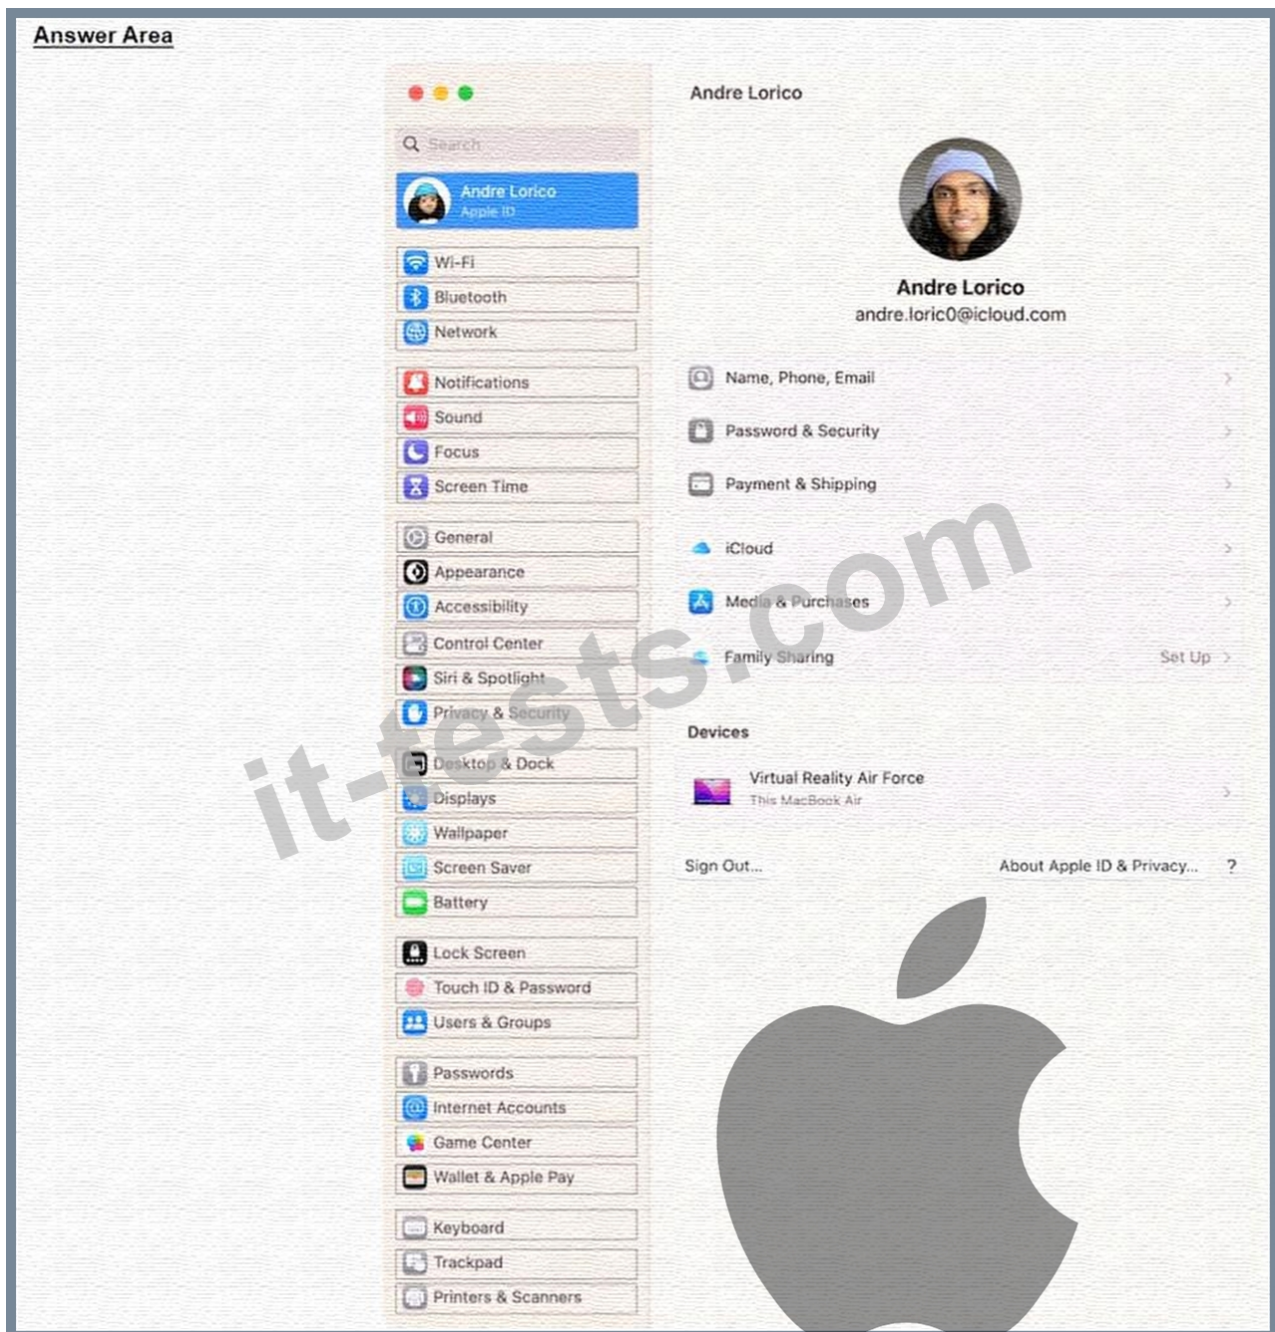 Answer Area
Andre Lorico
Search
Andre Lorico
Apple ID
Wi-Fi
Bluetooth
Network
Notifications
Sound
Focus
Screen Time
General
Appearance
Accessibility
Control Center
Siri & Spotlight
Privacy & Security
Desktop & Dock
Displays
Wallpaper
Screen Saver
Battery
Lock Screen
Touch ID & Password
Users & Groups
Passwords
Internet Accounts
Game Center
Wallet & Apple Pay
Keyboard
Trackpad
Printers & Scanners
Andre Lorico
andre.loric0@icloud.com
Name, Phone, Email
Password & Security
Payment & Shipping
iCloud
Media & Purchases
Family Sharing Set Up
Devices
Virtual Reality Air Force
This MacBook Air
Sign Out... About Apple ID & Privacy... ?
it-tests.com